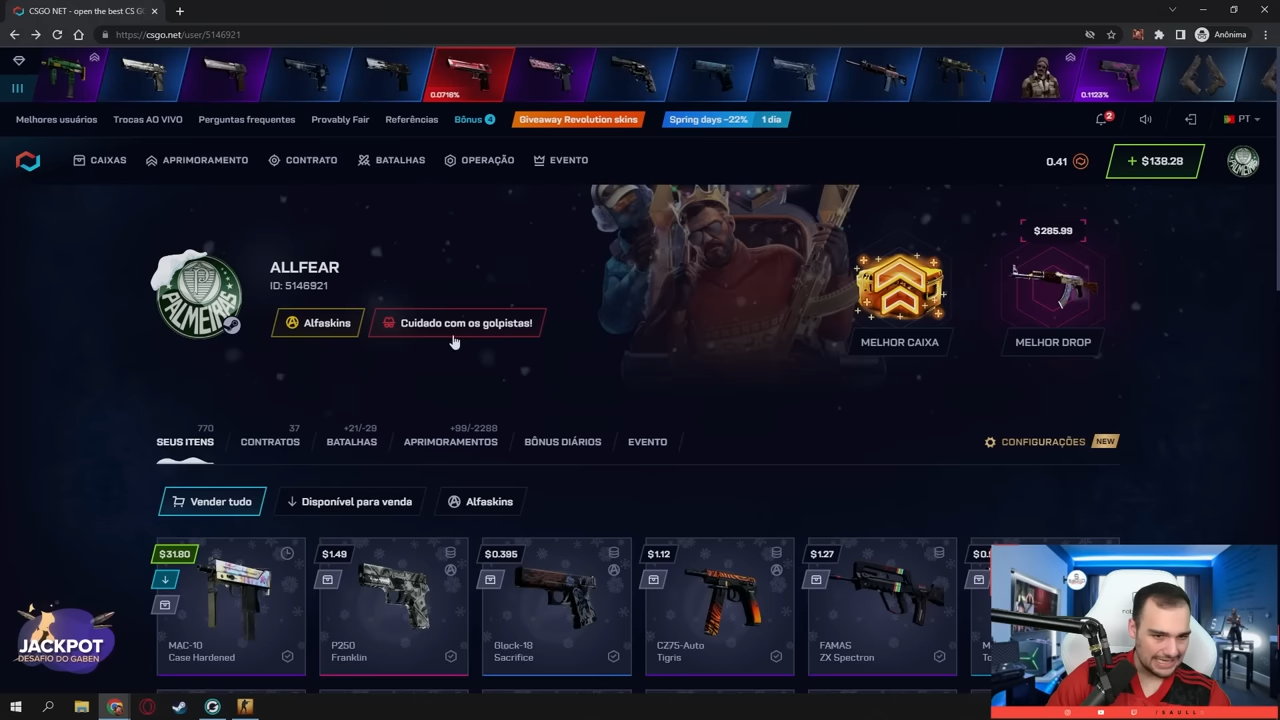 CSGO NET - open the best CS G
https://csgo.net/user/5146921
Anônima
0.0716%
0.1123%
Melhores usuários
Trocas AO VIVO
Perguntas frequentes
Provably Fair
Referências
Bônus 4
Giveaway Revolution skins
Spring days -22% 1 dia
2
PT
CAIXAS
APRIMORAMENTO
CONTRATO
BATALHAS
OPERAÇÃO
EVENTO
0.41
+ $138.28
ALLFEAR
ID: 5146921
PALMEIRAS
Alfaskins
Cuidado com os golpistas!
MELHOR CAIXA
$285.99
MELHOR DROP
770
SEUS ITENS
37
CONTRATOS
+21/-29
BATALHAS
+99/-2288
APRIMORAMENTOS
BÔNUS DIÁRIOS
EVENTO
CONFIGURAÇÕES NEW
Vender tudo
Disponível para venda
Alfaskins
$31.80
MAC-10
Case Hardened
$1.49
P250
Franklin
$0.395
Glock-18
Sacrifice
$1.12
CZ75-Auto
Tigris
$1.27
FAMAS
ZX Spectron
JACKPOT
DESAFIO DO GABEN